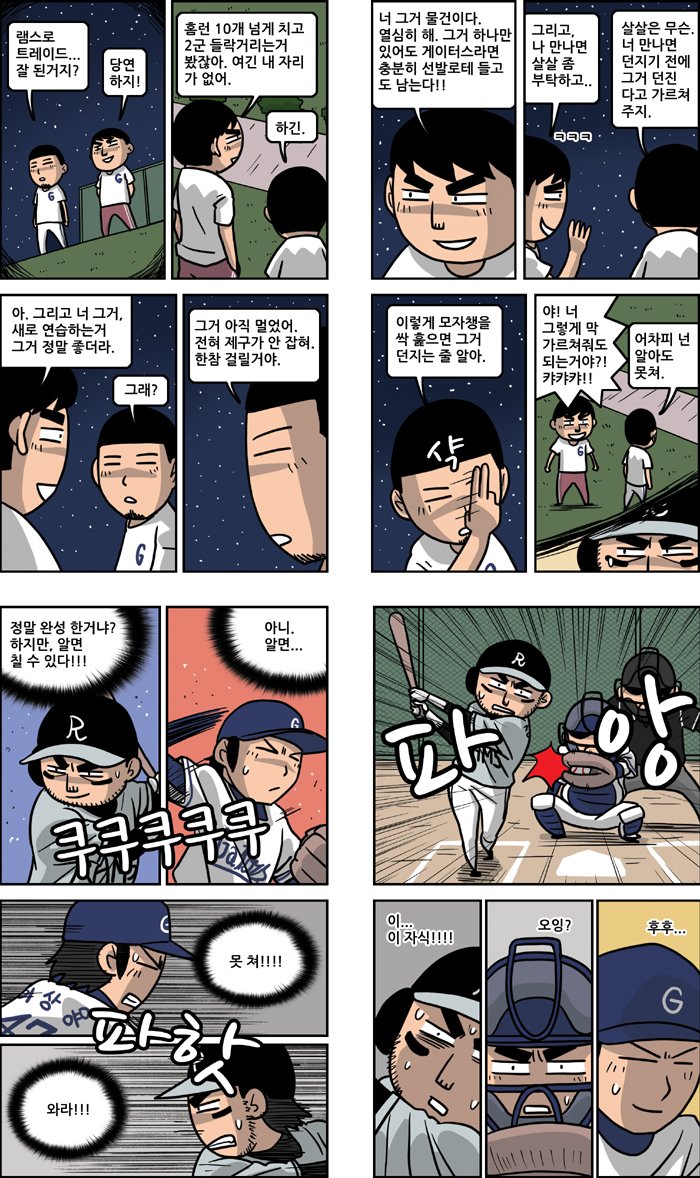 램스로
트레이드...
잘 된거지?
당연
하지!
홈런 10개 넘게 치고
2군 들락거리는거
봤잖아. 여긴 내 자리
가 없어.
하긴.
너 그거 물건이다.
열심히 해. 그거 하나만
있어도 게이터스라면
충분히 선발로테 들고
도 남는다!!
그리고,
나 만나면
살살 좀
부탁하고..
ㅋㅋㅋ
살살은 무슨.
너 만나면
던지기 전에
그거 던진
다고 가르쳐
주지.
G
아. 그리고 너 그거,
새로 연습하는거
그거 정말 좋더라.
그래?
G
그거 아직 멀었어.
전혀 제구가 안 잡혀.
한참 걸릴거야.
이렇게 모자챙을
싹 훑으면 그거
던지는 줄 알아.
샥
G
야! 너
그렇게 막
가르쳐줘도
되는거야?!
캬캬캬!!
어차피 넌
알아도
못쳐.
G
정말 완성 한거냐?
하지만, 알면
칠 수 있다!!!
R
아니.
알면...
G
쿠쿠쿠쿠쿠
R
파앙
G
못 쳐!!!!
파핫
와라!!!
이...
이 자식!!!!
오잉?
후후...
G